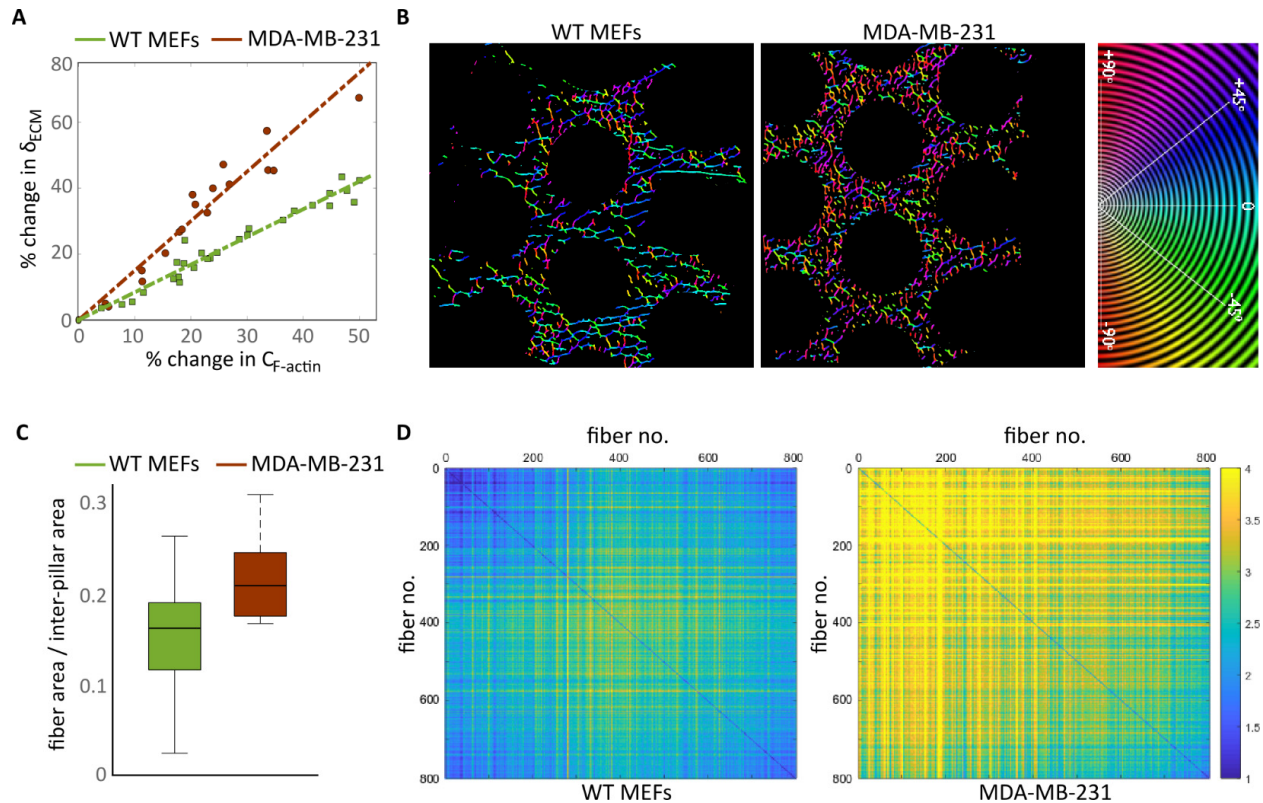 A
WT MEFs MDA-MB-231
80
60
40
20
0
% change in δECM
0 10 20 30 40 50
% change in CF-actin
B
WT MEFs MDA-MB-231
+90°
+45°
0
-45°
-90°
C
WT MEFs MDA-MB-231
0.3
0.2
0.1
0
fiber area / inter-pillar area
D
fiber no. fiber no.
0 200 400 600 800
0
200
400
600
800
fiber no.
WT MEFs
0 200 400 600 800
0
200
400
600
800
fiber no.
MDA-MB-231
4
3.5
3
2.5
2
1.5
1